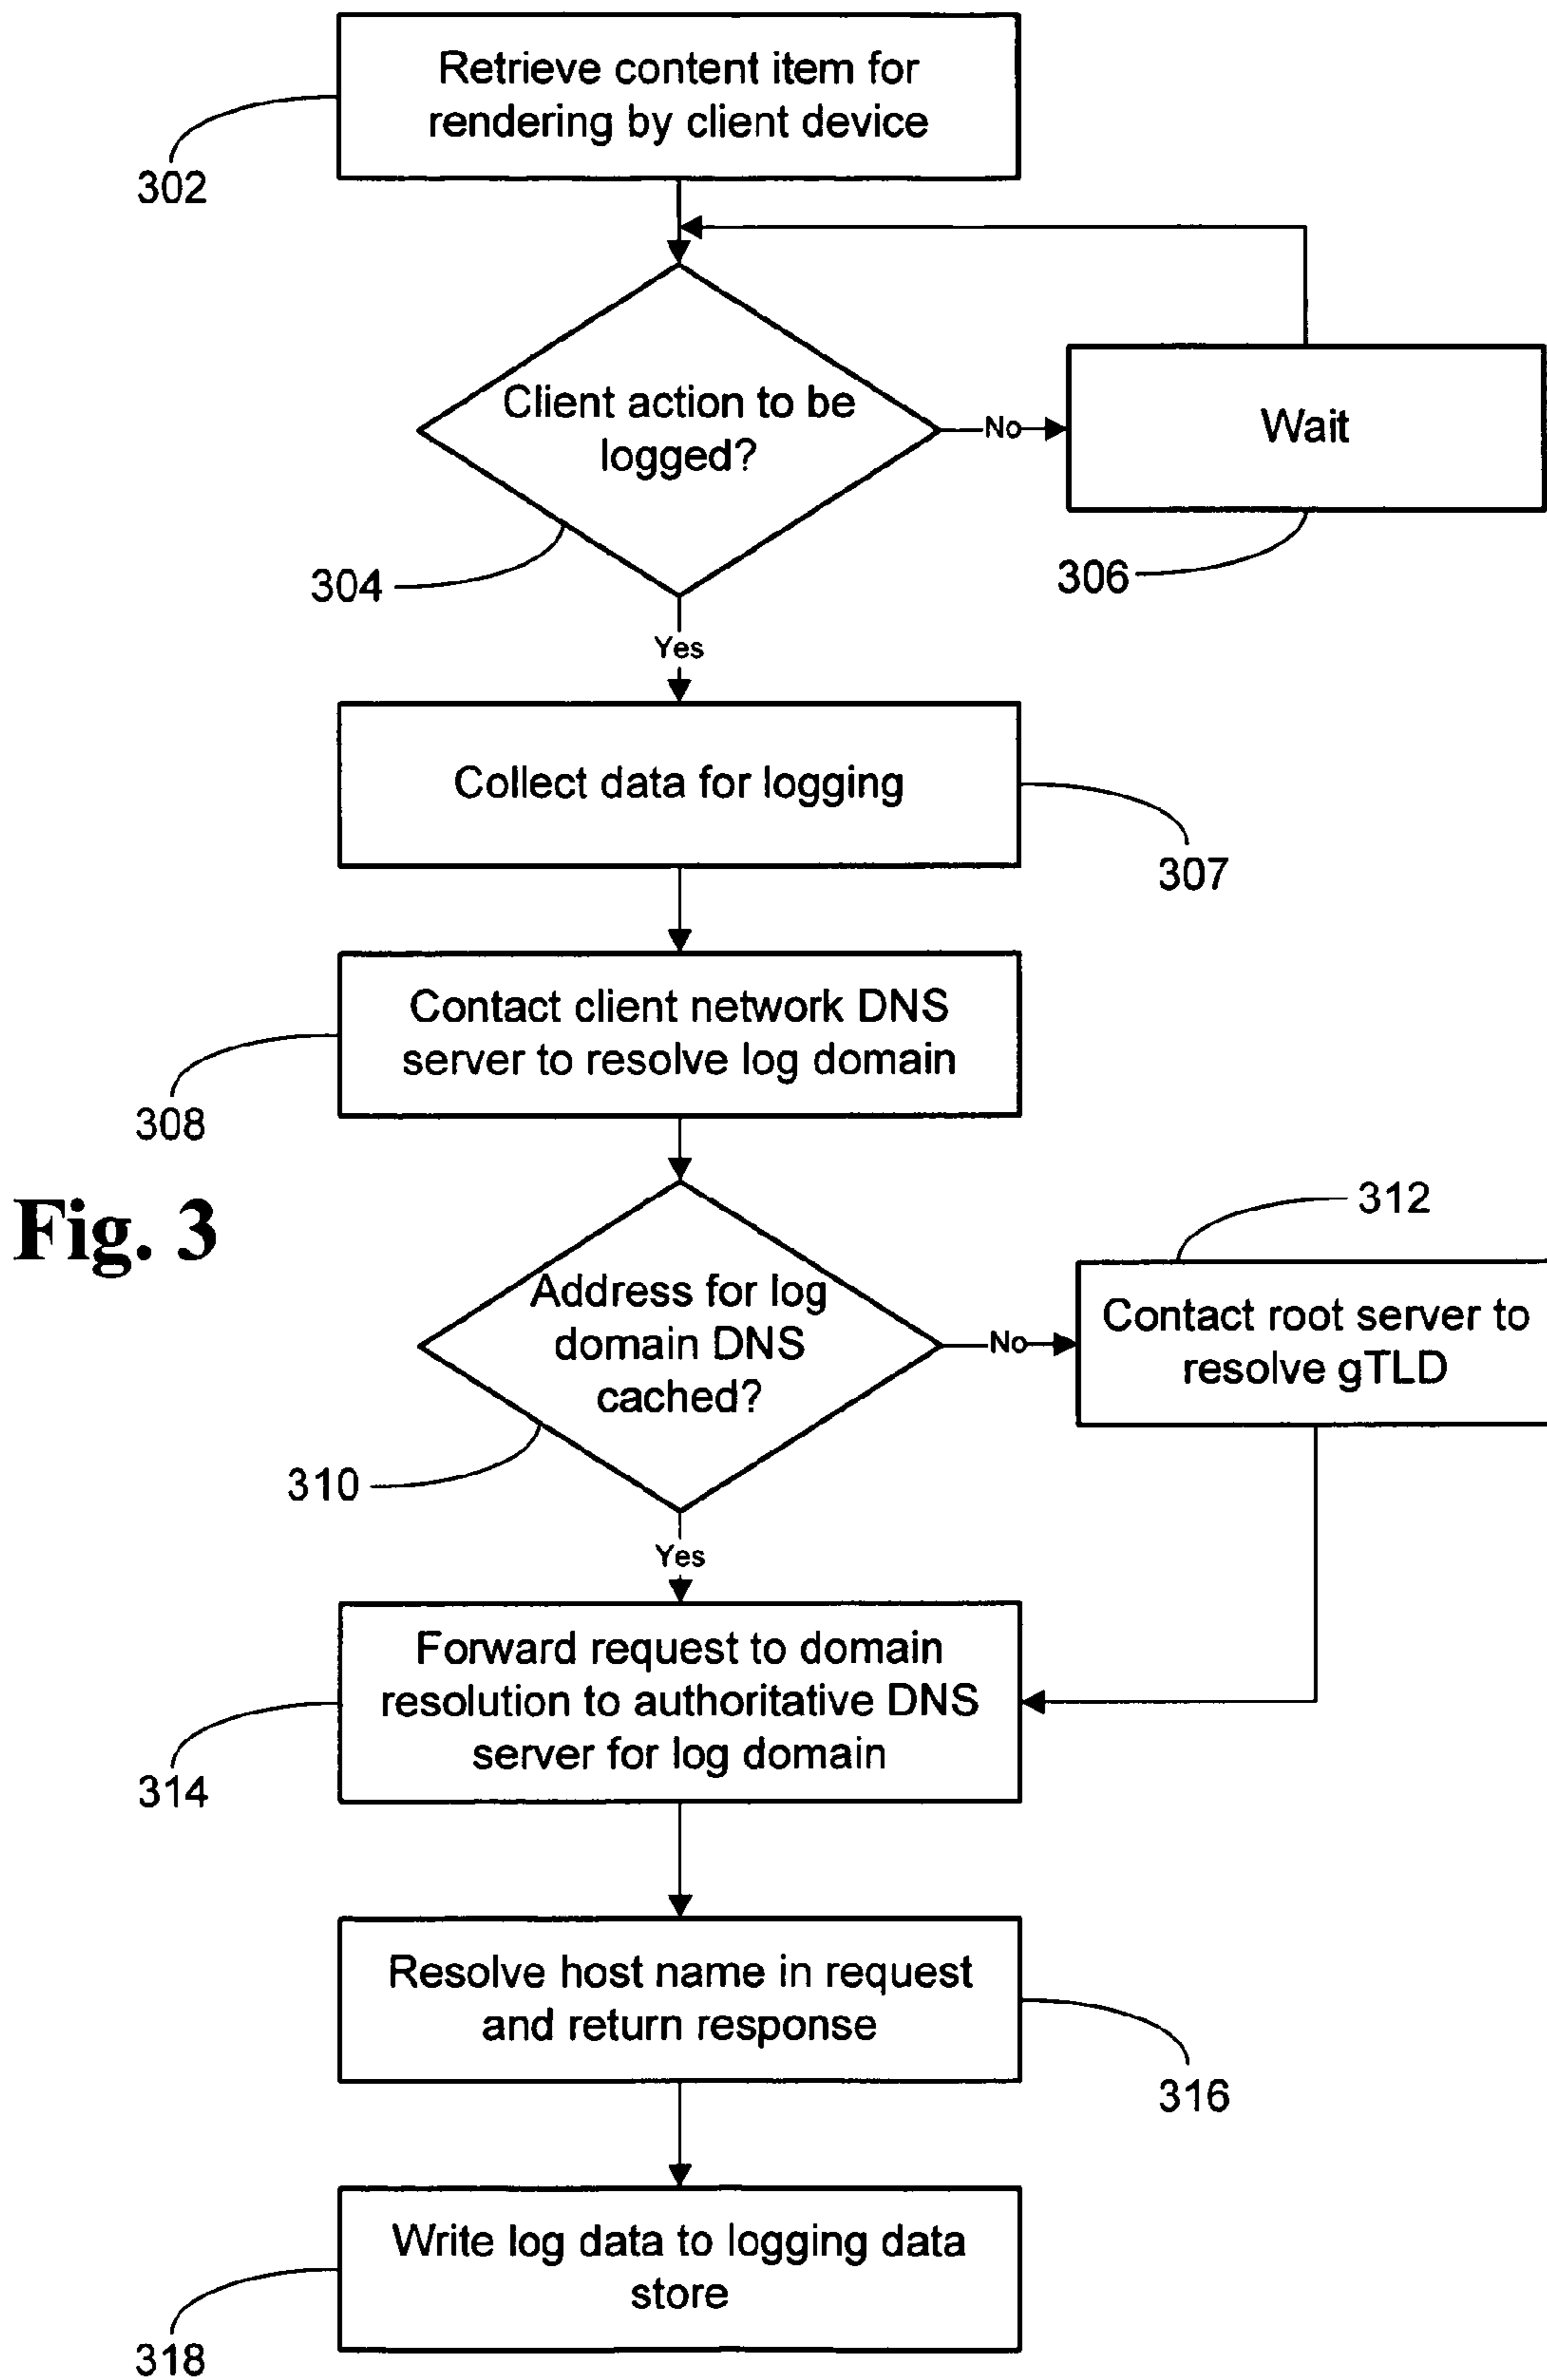 Retrieve content item for
rendering by client device
302
Client action to be
logged?
No
Wait
304
306
Yes
Collect data for logging
307
Contact client network DNS
server to resolve log domain
308
Fig. 3
312
Address for log
domain DNS
cached?
No
Contact root server to
resolve gTLD
310
Yes
Forward request to domain
resolution to authoritative DNS
server for log domain
314
Resolve host name in request
and return response
316
Write log data to logging data
store
318